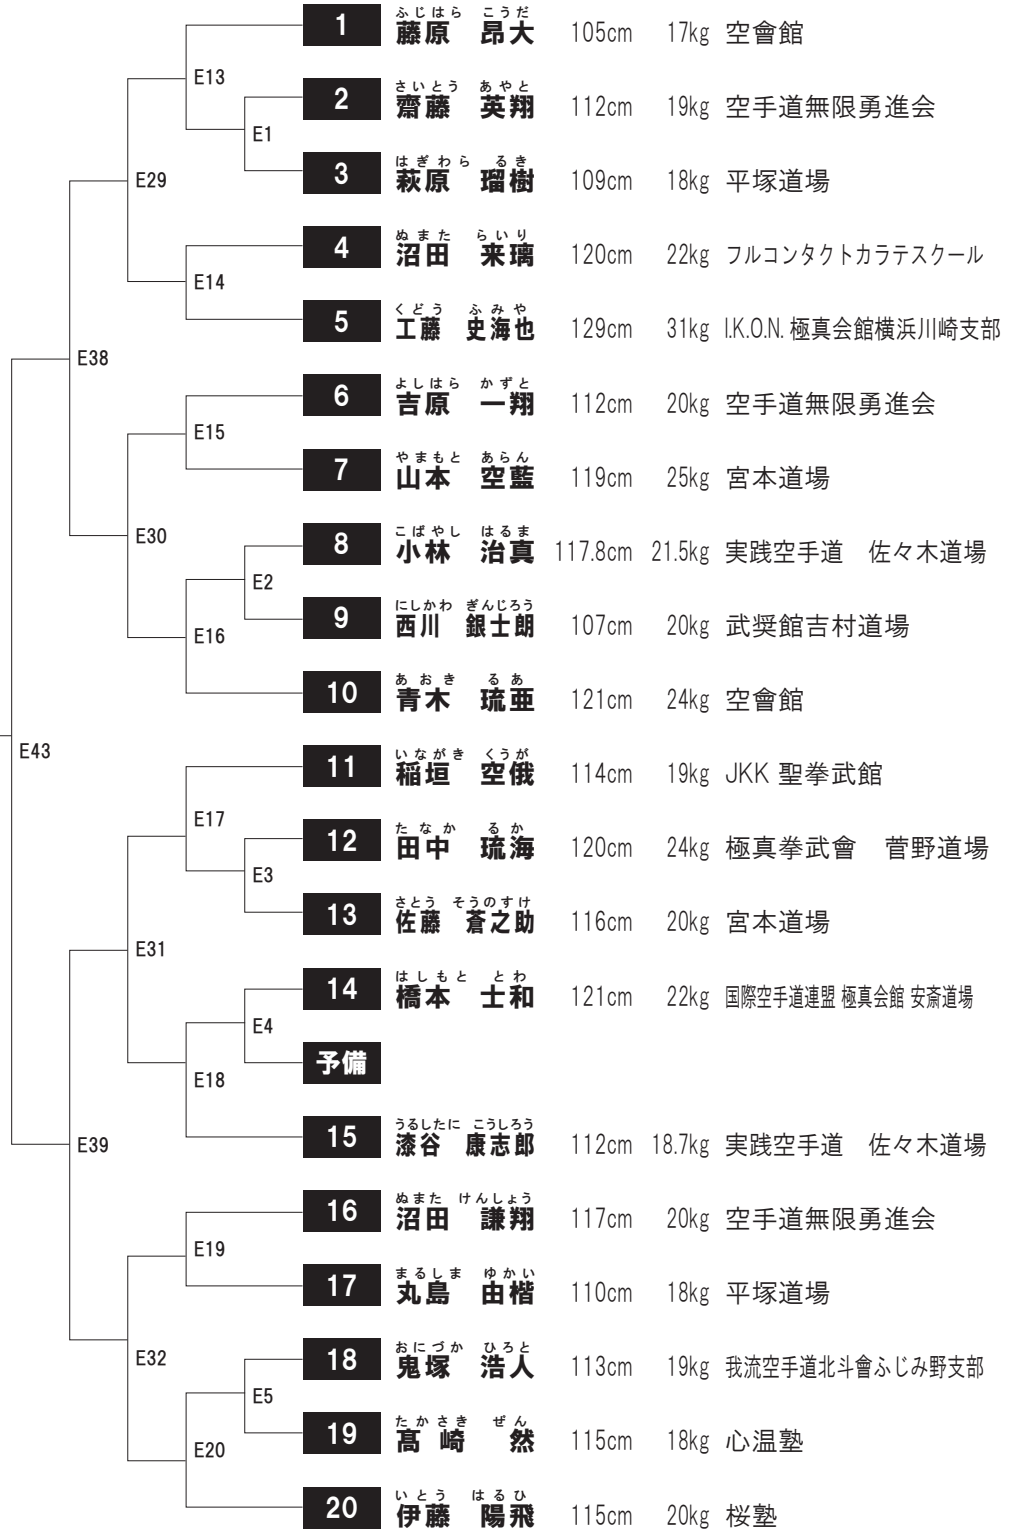 ふじはら こうだ
1 藤原 昂大 105cm 17kg 空會館
E13
さいとう あやと
2 齋藤 英翔 112cm 19kg 空手道無限勇進会
E1
はぎわら るき
3 萩原 瑠樹 109cm 18kg 平塚道場
E29
ぬまた らいり
4 沼田 来璃 120cm 22kg フルコンタクトカラテスクール
E14
くどう ふみや
5 工藤 史海也 129cm 31kg I.K.O.N. 極真会館横浜川崎支部
E38
よしはら かずと
6 吉原 一翔 112cm 20kg 空手道無限勇進会
E15
やまもと あらん
7 山本 空藍 119cm 25kg 宮本道場
E30
こばやし はるま
8 小林 治真 117.8cm 21.5kg 実践空手道 佐々木道場
E2
にしかわ ぎんじろう
9 西川 銀士朗 107cm 20kg 武奨館吉村道場
E16
あおき るあ
10 青木 琉亜 121cm 24kg 空會館
E43
いながき くうが
11 稲垣 空俄 114cm 19kg JKK 聖拳武館
E17
たなか るか
12 田中 琉海 120cm 24kg 極真拳武會 菅野道場
E3
さとう そうのすけ
13 佐藤 蒼之助 116cm 20kg 宮本道場
E31
はしもと とわ
14 橋本 士和 121cm 22kg 国際空手道連盟 極真会館 安斎道場
E4
予備
E18
うるしたに こうしろう
15 漆谷 康志郎 112cm 18.7kg 実践空手道 佐々木道場
E39
ぬまた けんしょう
16 沼田 謙翔 117cm 20kg 空手道無限勇進会
E19
まるしま ゆかい
17 丸島 由楷 110cm 18kg 平塚道場
E32
おにづか ひろと
18 鬼塚 浩人 113cm 19kg 我流空手道北斗會ふじみ野支部
E5
たかさき ぜん
19 髙崎 然 115cm 18kg 心温塾
E20
いとう はるひ
20 伊藤 陽飛 115cm 20kg 桜塾